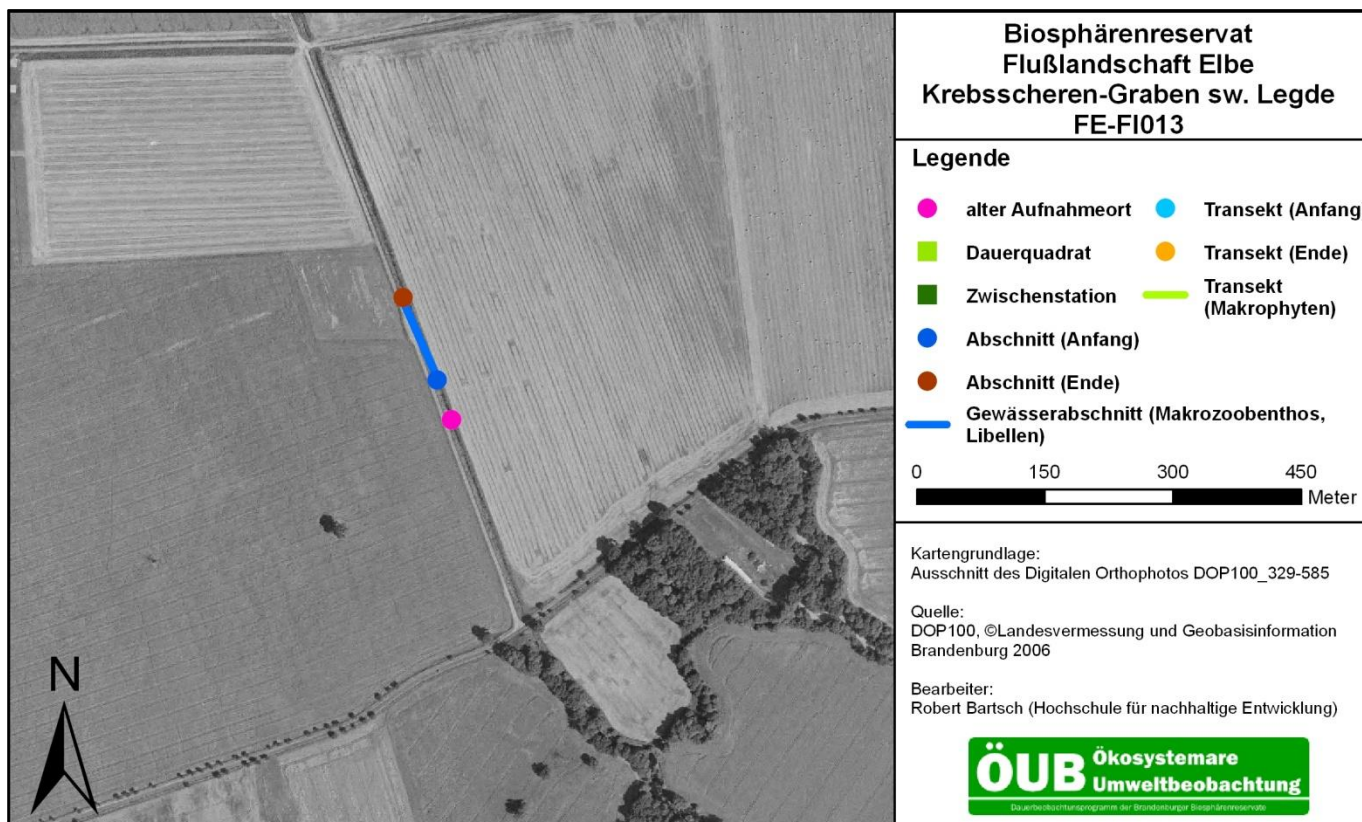 Biosphärenreservat
Flußlandschaft Elbe
Krebsscheren-Graben sw. Legde
FE-FI013
Legende
alter Aufnahmeort
Dauerquadrat
Zwischenstation
Abschnitt (Anfang)
Abschnitt (Ende)
Gewässerabschnitt (Makrozoobenthos,
Libellen)
Transekt (Anfang
Transekt (Ende)
Transekt
(Makrophyten)
0 150 300 450
Meter
Kartengrundlage:
Ausschnitt des Digitalen Orthophotos DOP100_329-585
Quelle:
DOP100, ©Landesvermessung und Geobasisinformation
Brandenburg 2006
Bearbeiter:
Robert Bartsch (Hochschule für nachhaltige Entwicklung)
ÖUB Ökosystemare
Umweltbeobachtung
Dauerbeobachtungsprogramm der Brandenburger Biosphärenreservate
N